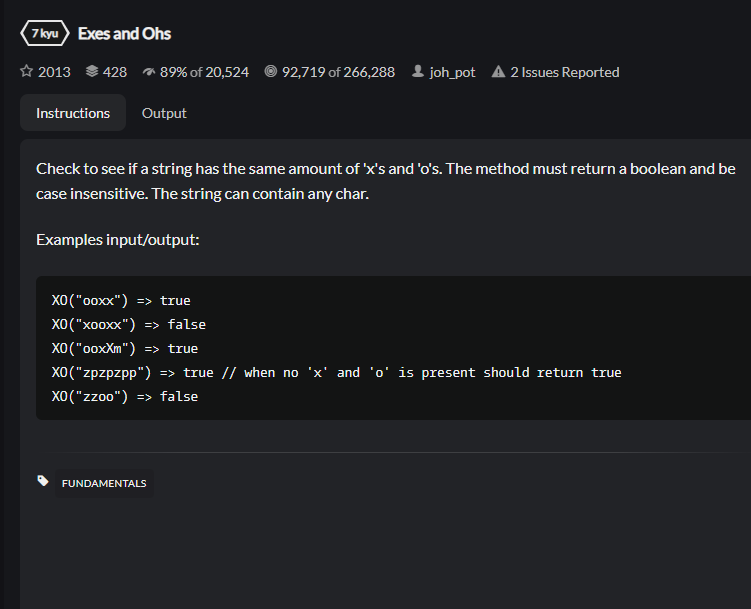 7 kyu Exes and Ohs
2013 428 89% of 20,524 92,719 of 266,288 joh_pot 2 Issues Reported
Instructions Output
Check to see if a string has the same amount of 'x's and 'o's. The method must return a boolean and be
case insensitive. The string can contain any char.
Examples input/output:
XO("ooxx") => true
XO("xooxx") => false
XO("ooxXm") => true
XO("zpzpzpp") => true // when no 'x' and 'o' is present should return true
XO("zzoo") => false
FUNDAMENTALS